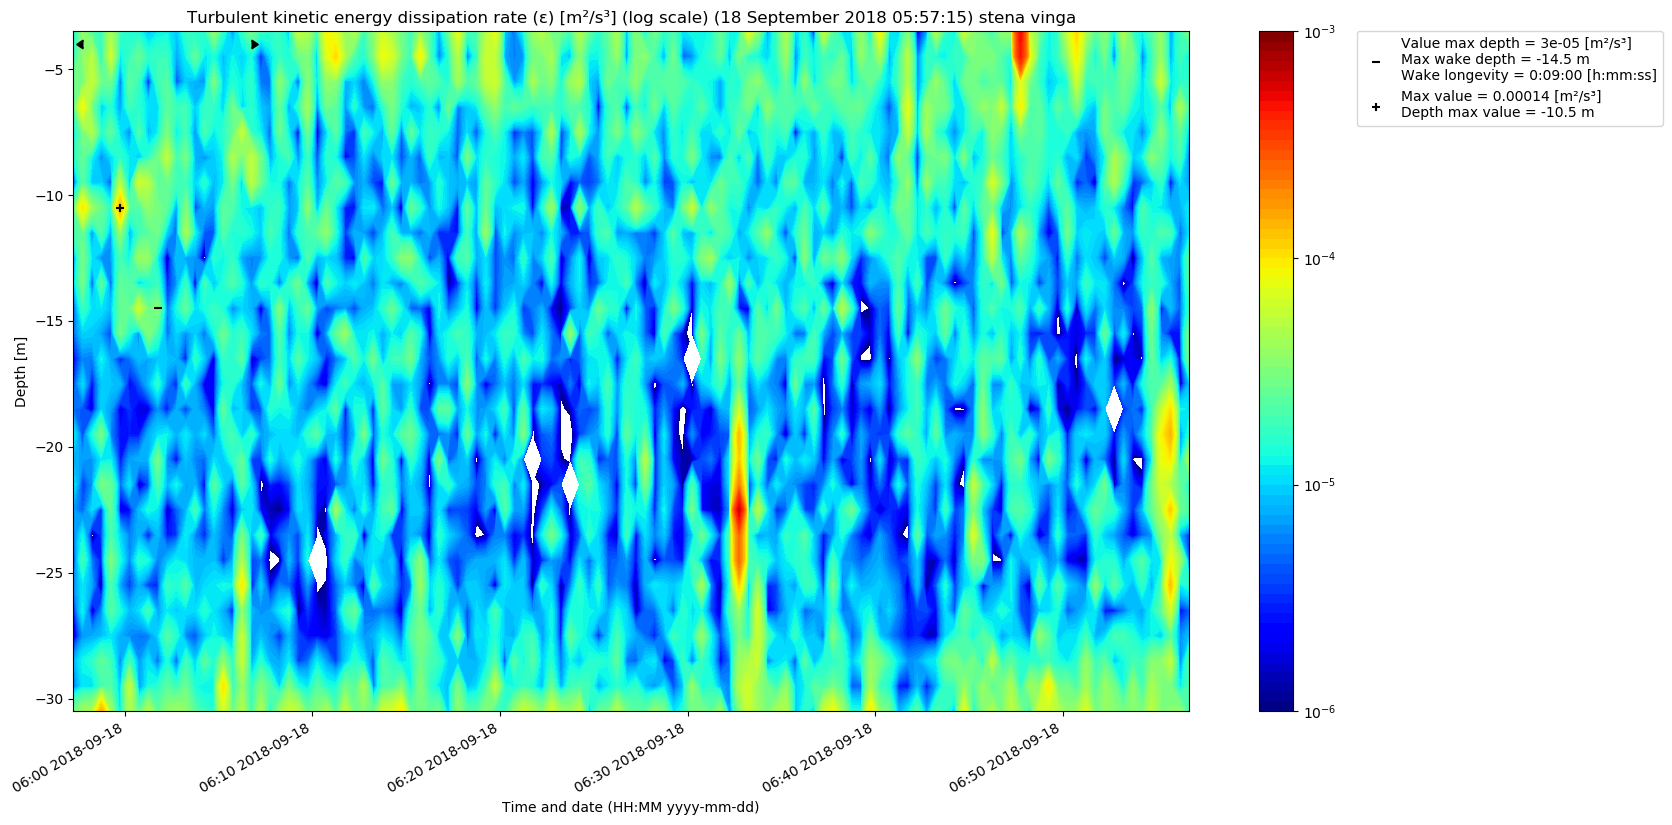 Turbulent kinetic energy dissipation rate (ε) [m²/s³] (log scale) (18 September 2018 05:57:15) stena vinga
Value max depth = 3e-05 [m²/s³]
Max wake depth = -14.5 m
Wake longevity = 0:09:00 [h:mm:ss]
Max value = 0.00014 [m²/s³]
Depth max value = -10.5 m
Depth [m]
−5
−10
−15
−20
−25
−30
10⁻³
10⁻⁴
10⁻⁵
10⁻⁶
06:00 2018-09-18
06:10 2018-09-18
06:20 2018-09-18
06:30 2018-09-18
06:40 2018-09-18
06:50 2018-09-18
Time and date (HH:MM yyyy-mm-dd)